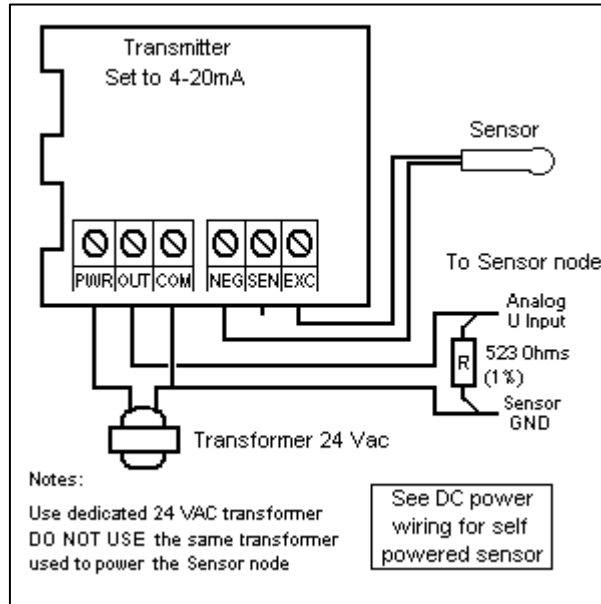 Transmitter
Set to 4-20mA
Sensor
PWR OUT COM NEG SEN EXC
To Sensor node
Analog
U Input
R
523 Ohms
(1%)
Sensor
GND
Transformer 24 Vac
Notes:
Use dedicated 24 VAC transformer
DO NOT USE the same transformer
used to power the Sensor node
See DC power
wiring for self
powered sensor